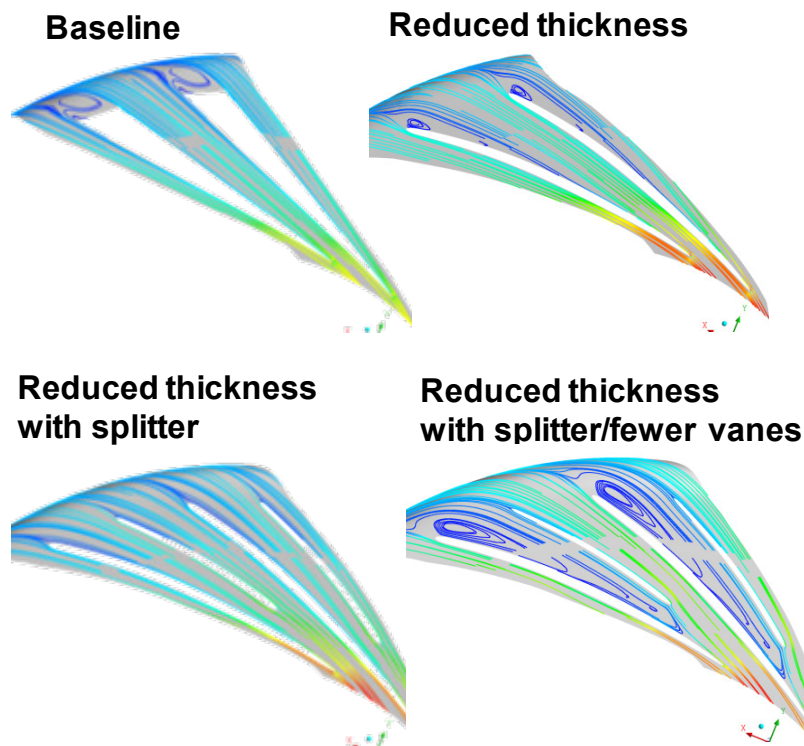 Baseline
Reduced thickness
X
Y
Reduced thickness
with splitter
Reduced thickness
with splitter/fewer vanes
X
Y